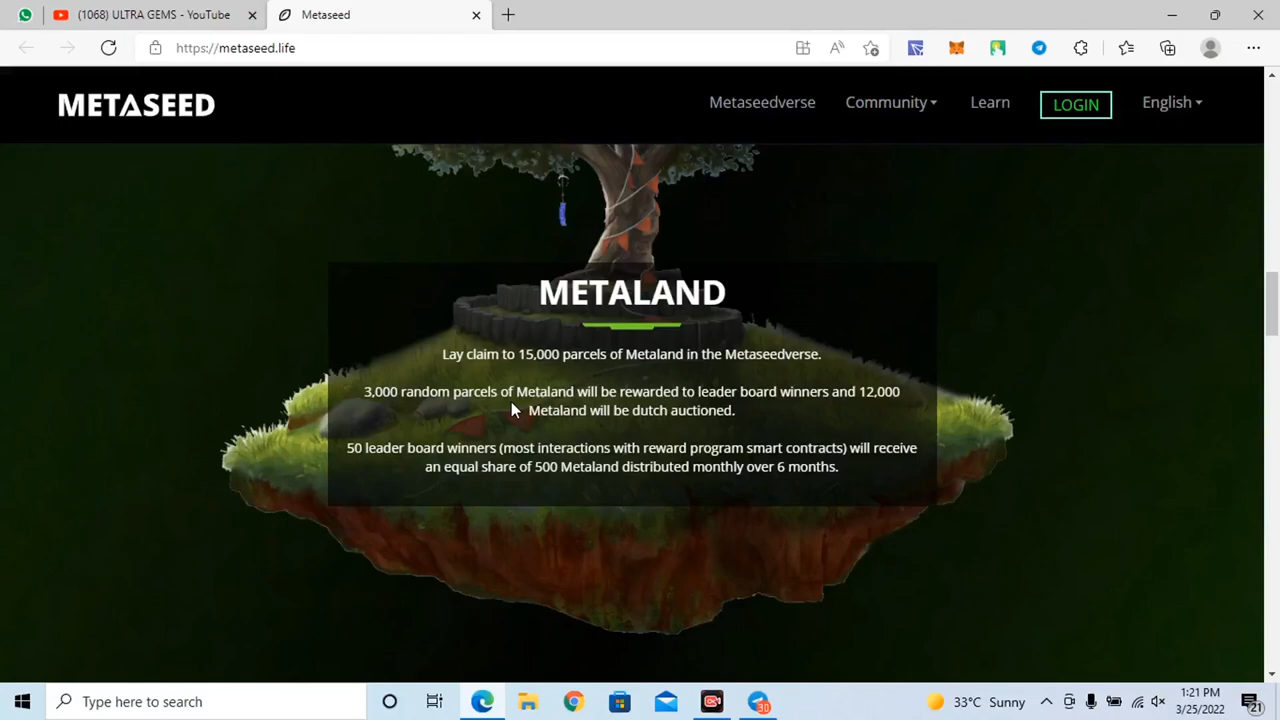 (1068) ULTRA GEMS - YouTube
Metaseed
https://metaseed.life
METASEED
Metaseedverse
Community
Learn
LOGIN
English
METALAND
Lay claim to 15,000 parcels of Metaland in the Metaseedverse.
3,000 random parcels of Metaland will be rewarded to leader board winners and 12,000
Metaland will be dutch auctioned.
50 leader board winners (most interactions with reward program smart contracts) will receive
an equal share of 500 Metaland distributed monthly over 6 months.
Type here to search
30
33°C Sunny
1:21 PM
3/25/2022
21